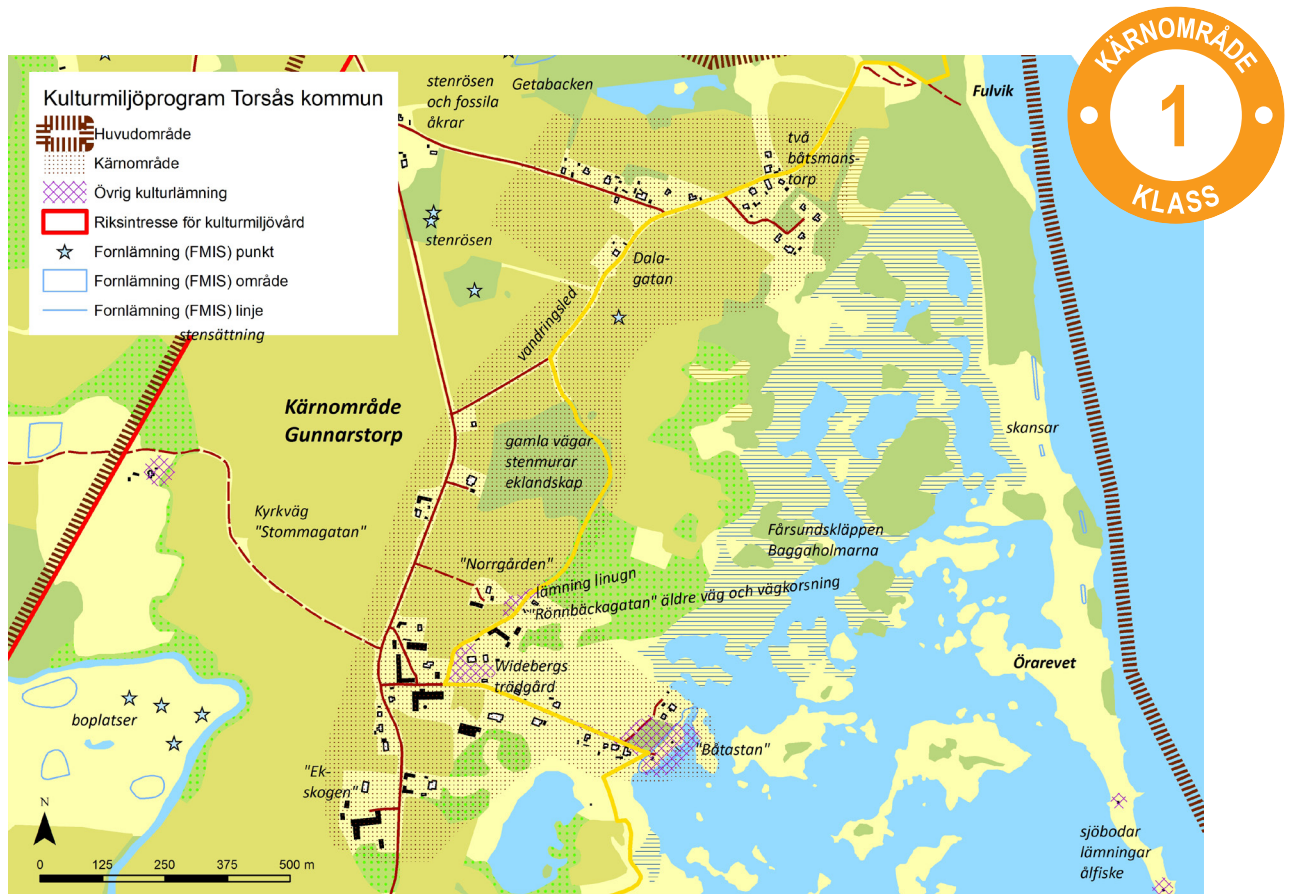 KÄRNOMRÅDE
1
KLASS
Kulturmiljöprogram Torsås kommun
Huvudområde
Kärnområde
Övrig kulturlämning
Riksintresse för kulturmiljövård
Fornlämning (FMIS) punkt
Fornlämning (FMIS) område
Fornlämning (FMIS) linje
stensättning
stenrösen
och fossila
åkrar
Getabacken
Fulvik
två
båtsmans-
torp
stenrösen
Dala-
gatan
vandringsled
Kärnområde
Gunnarstorp
gamla vägar
stenmurar
eklandskap
skansar
Kyrkväg
"Stommagatan"
Fårsundskläppen
Baggaholmarna
"Norrgården"
lämning linugn
"Rönnbäckagatan" äldre väg och vägkorsning
Widebergs
trädgård
Örarevet
boplatser
"Båtastan"
"Ek-
skogen"
sjöbodar
lämningar
ålfiske
N
0 125 250 375 500 m